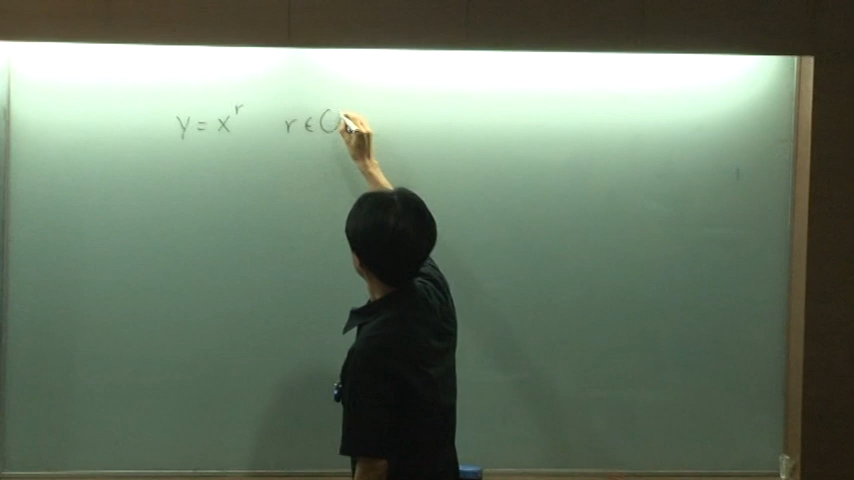 y = x^r r ∈